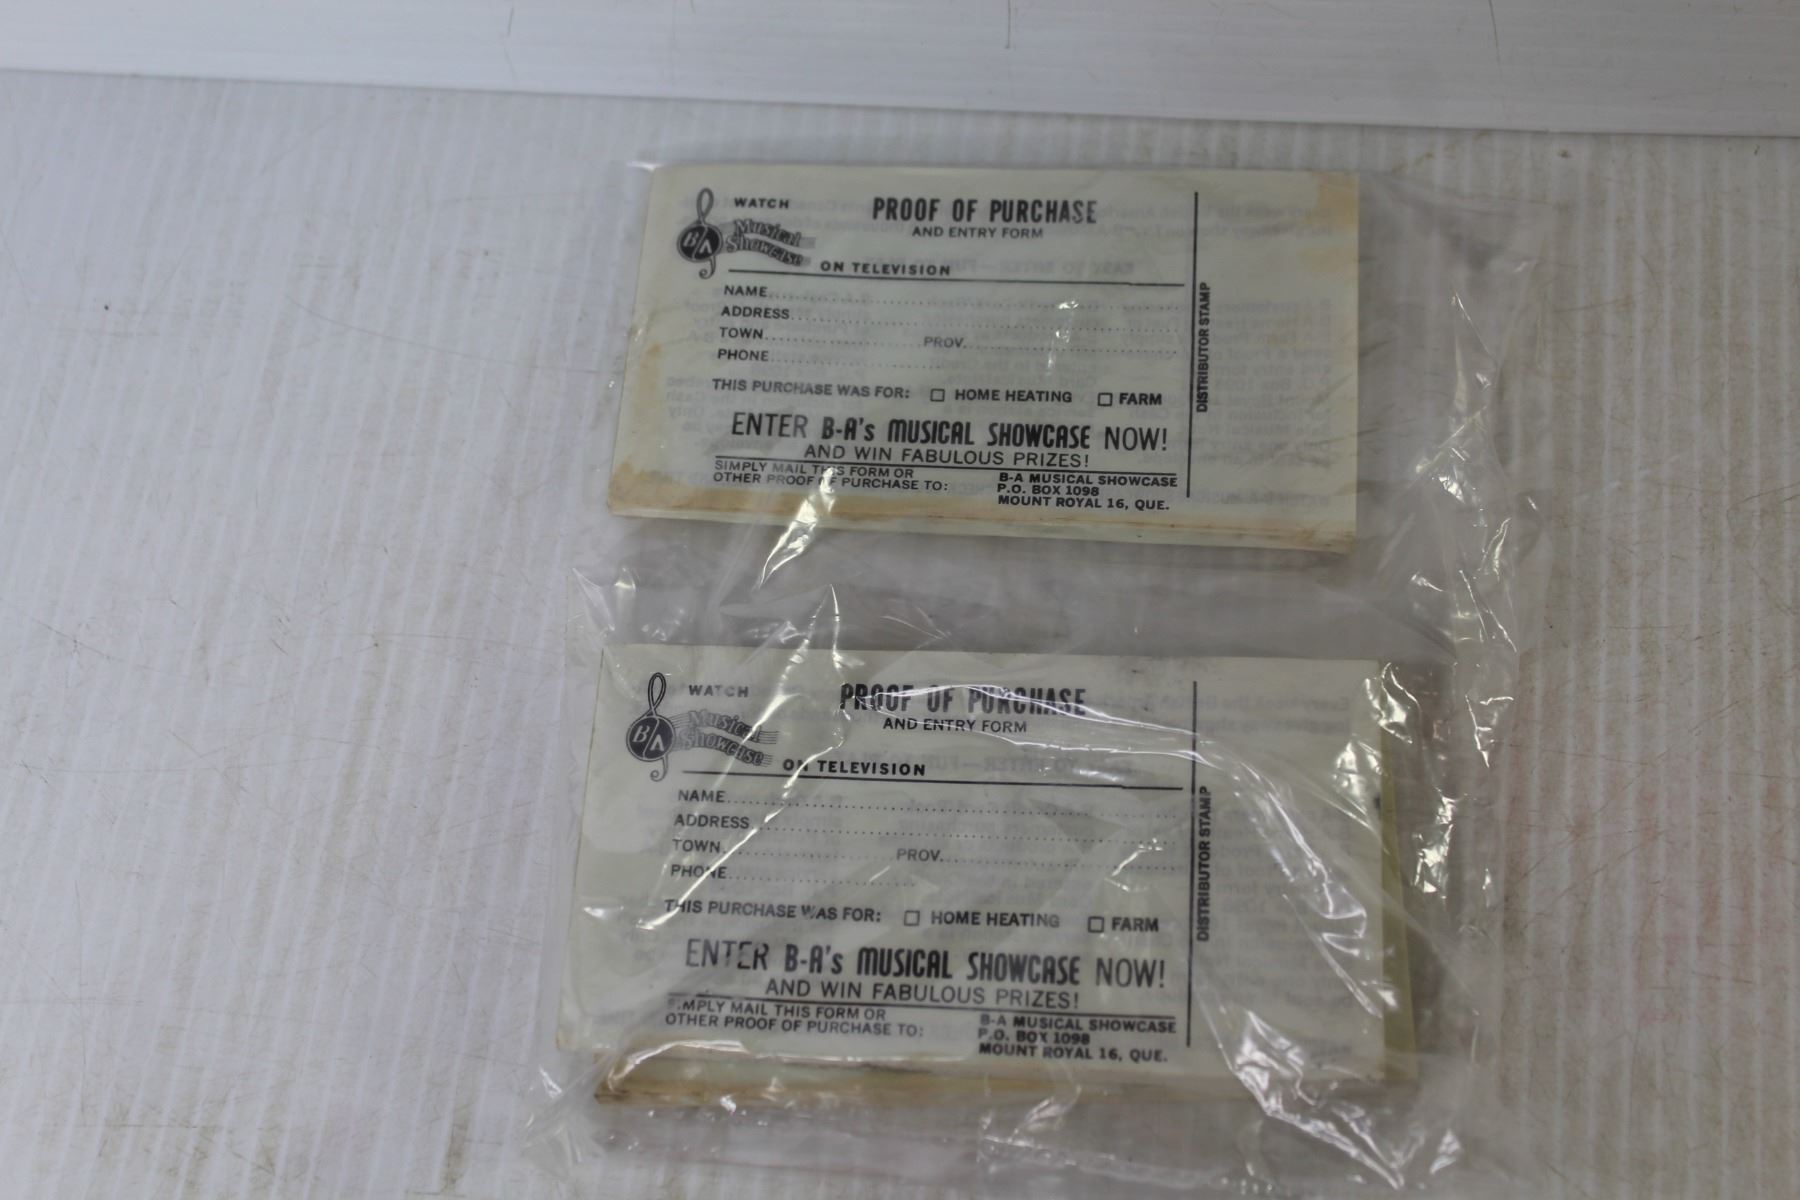 WATCH
PROOF OF PURCHASE
AND ENTRY FORM
BA Musical
Showcase
ON TELEVISION
NAME
ADDRESS
TOWN PROV.
PHONE
THIS PURCHASE WAS FOR: HOME HEATING FARM
ENTER B-A's MUSICAL SHOWCASE NOW!
AND WIN FABULOUS PRIZES!
SIMPLY MAIL THIS FORM OR
OTHER PROOF OF PURCHASE TO:
B-A MUSICAL SHOWCASE
P.O. BOX 1098
MOUNT ROYAL 16, QUE.
DISTRIBUTOR STAMP
WATCH
PROOF OF PURCHASE
AND ENTRY FORM
BA Musical
Showcase
ON TELEVISION
NAME
ADDRESS
TOWN PROV.
PHONE
THIS PURCHASE WAS FOR: HOME HEATING FARM
ENTER B-A's MUSICAL SHOWCASE NOW!
AND WIN FABULOUS PRIZES!
SIMPLY MAIL THIS FORM OR
OTHER PROOF OF PURCHASE TO:
B-A MUSICAL SHOWCASE
P.O. BOX 1098
MOUNT ROYAL 16, QUE.
DISTRIBUTOR STAMP